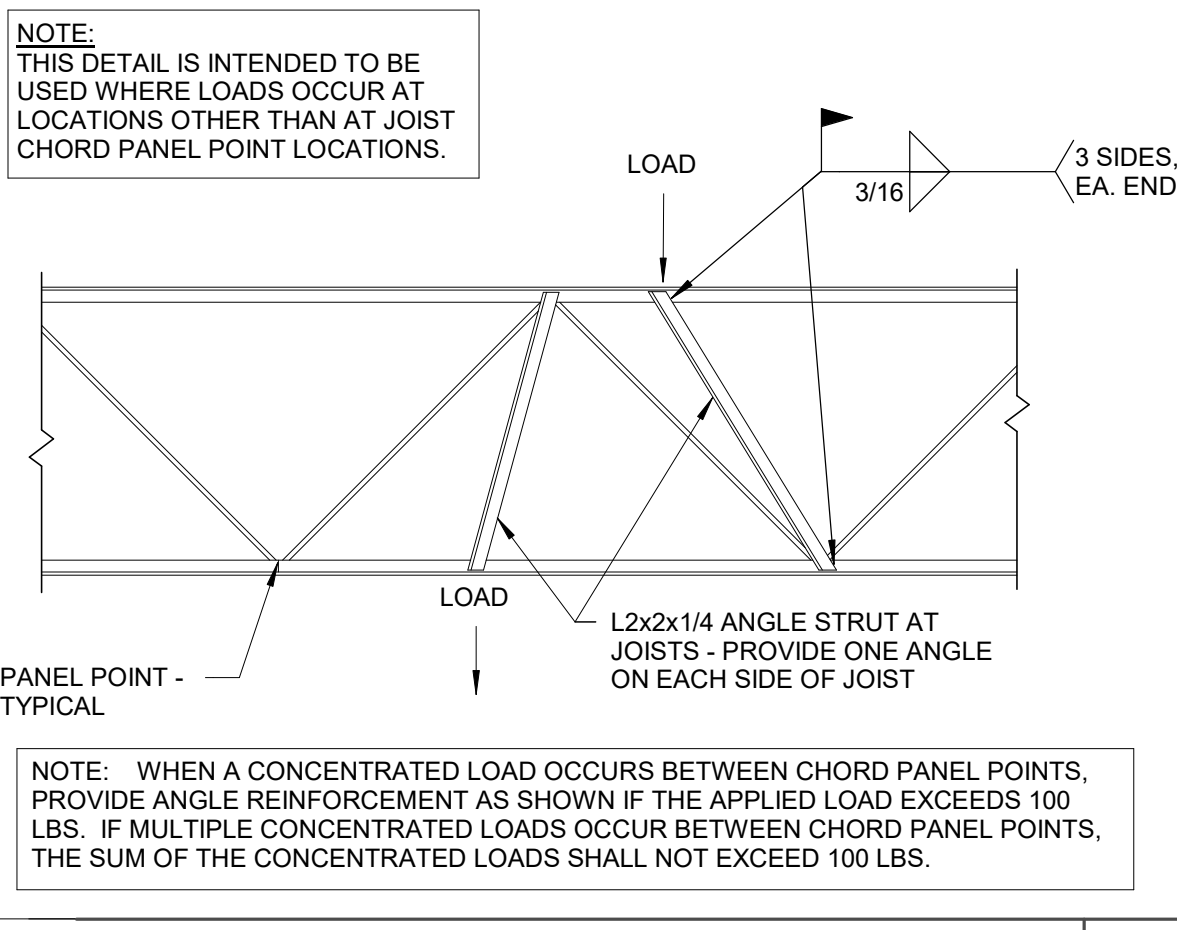 NOTE:
THIS DETAIL IS INTENDED TO BE
USED WHERE LOADS OCCUR AT
LOCATIONS OTHER THAN AT JOIST
CHORD PANEL POINT LOCATIONS.
LOAD
3/16
3 SIDES,
EA. END
LOAD
L2x2x1/4 ANGLE STRUT AT
JOISTS - PROVIDE ONE ANGLE
ON EACH SIDE OF JOIST
PANEL POINT -
TYPICAL
NOTE: WHEN A CONCENTRATED LOAD OCCURS BETWEEN CHORD PANEL POINTS,
PROVIDE ANGLE REINFORCEMENT AS SHOWN IF THE APPLIED LOAD EXCEEDS 100
LBS. IF MULTIPLE CONCENTRATED LOADS OCCUR BETWEEN CHORD PANEL POINTS,
THE SUM OF THE CONCENTRATED LOADS SHALL NOT EXCEED 100 LBS.